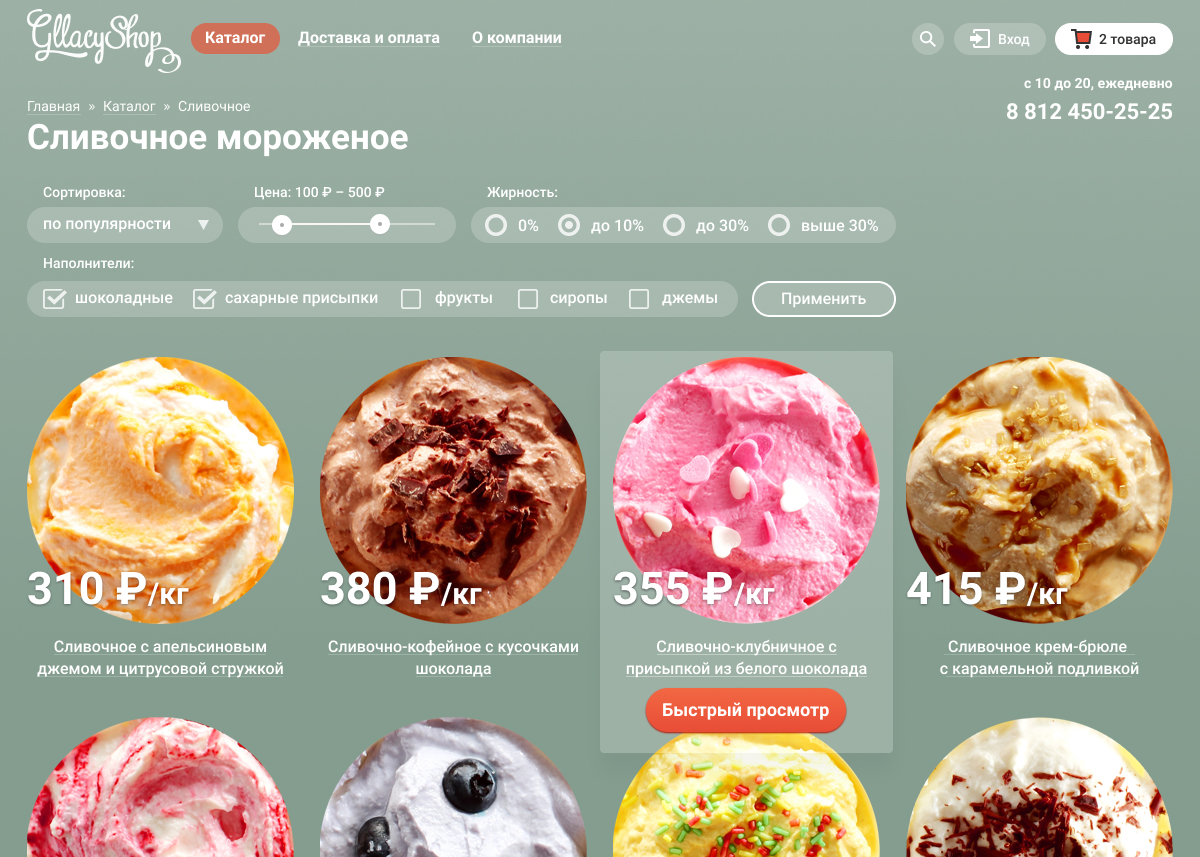 GllacyShop
Каталог
Доставка и оплата
О компании
Вход
2 товара
с 10 до 20, ежедневно
8 812 450-25-25
Главная » Каталог » Сливочное
Сливочное мороженое
Сортировка:
по популярности
Цена: 100 ₽ – 500 ₽
Жирность:
0%
до 10%
до 30%
выше 30%
Наполнители:
шоколадные
сахарные присыпки
фрукты
сиропы
джемы
Применить
310 ₽/кг
Сливочное с апельсиновым
джемом и цитрусовой стружкой
380 ₽/кг
Сливочно-кофейное с кусочками
шоколада
355 ₽/кг
Сливочно-клубничное с
присыпкой из белого шоколада
Быстрый просмотр
415 ₽/кг
Сливочное крем-брюле
с карамельной подливкой